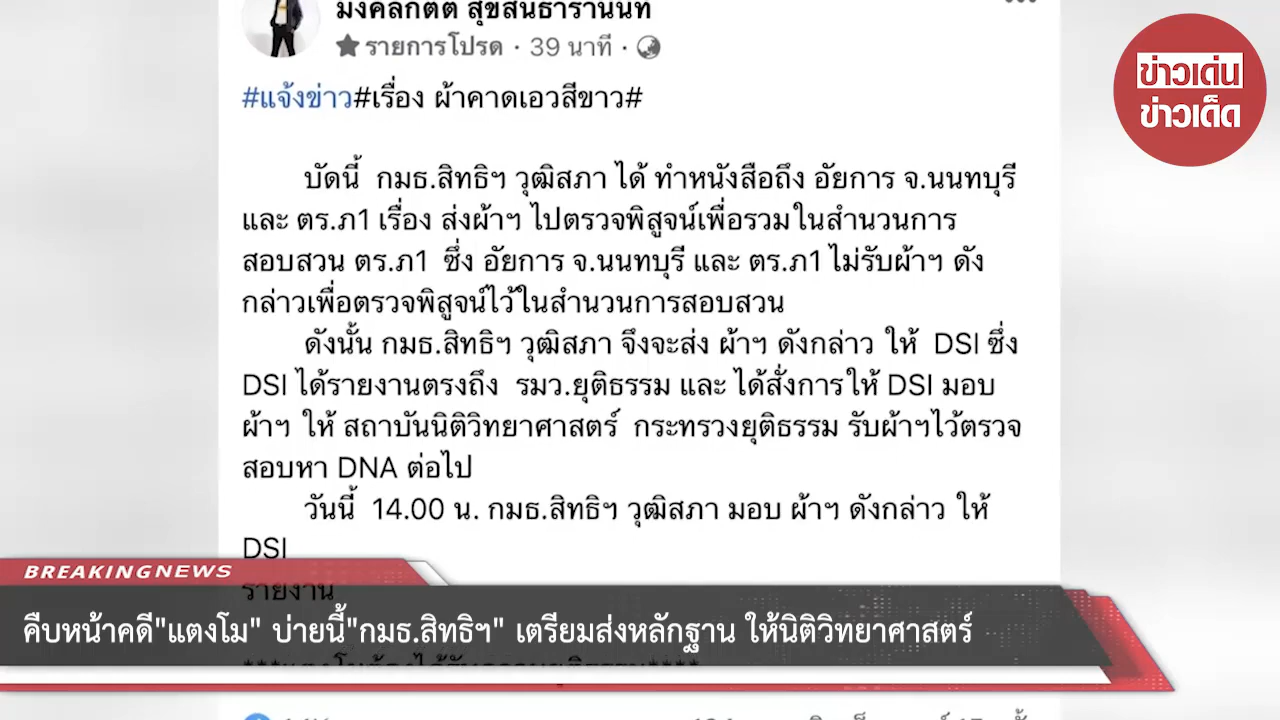 มงคลกิตติ์ สุขสินธารานนท์
รายการโปรด · 39 นาที ·
ข่าวเด่น
ข่าวเด็ด
#แจ้งข่าว#เรื่อง ผ้าคาดเอวสีขาว#
บัดนี้ กมธ.สิทธิฯ วุฒิสภา ได้ ทำหนังสือถึง อัยการ จ.นนทบุรี
และ ตร.ภ1 เรื่อง ส่งผ้าฯ ไปตรวจพิสูจน์เพื่อรวมในสำนวนการ
สอบสวน ตร.ภ1 ซึ่ง อัยการ จ.นนทบุรี และ ตร.ภ1 ไม่รับผ้าฯ ดัง
กล่าวเพื่อตรวจพิสูจน์ไว้ในสำนวนการสอบสวน
ดังนั้น กมธ.สิทธิฯ วุฒิสภา จึงจะส่ง ผ้าฯ ดังกล่าว ให้ DSI ซึ่ง
DSI ได้รายงานตรงถึง รมว.ยุติธรรม และ ได้สั่งการให้ DSI มอบ
ผ้าฯ ให้ สถาบันนิติวิทยาศาสตร์ กระทรวงยุติธรรม รับผ้าฯไว้ตรวจ
สอบหา DNA ต่อไป
วันนี้ 14.00 น. กมธ.สิทธิฯ วุฒิสภา มอบ ผ้าฯ ดังกล่าว ให้
DSI
รายงาน
BREAKINGNEWS
คืบหน้าคดี"แตงโม" บ่ายนี้"กมธ.สิทธิฯ" เตรียมส่งหลักฐาน ให้นิติวิทยาศาสตร์